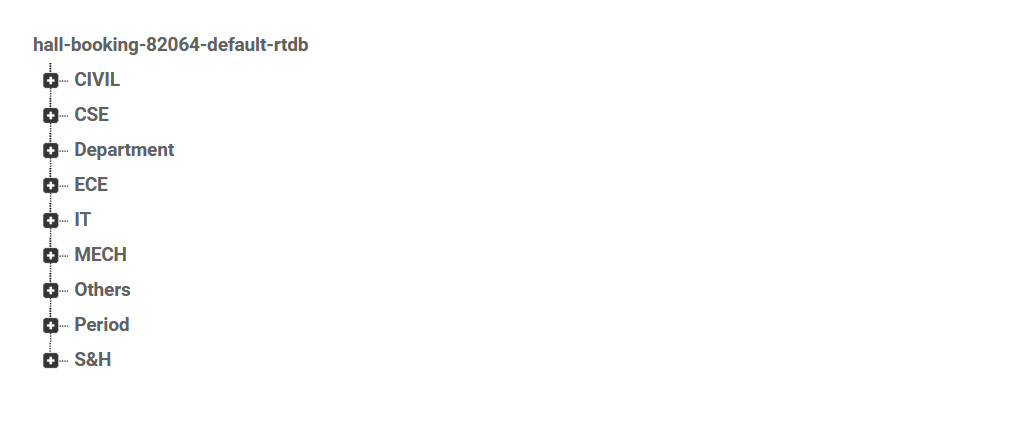 hall-booking-82064-default-rtdb
CIVIL
CSE
Department
ECE
IT
MECH
Others
Period
S&H